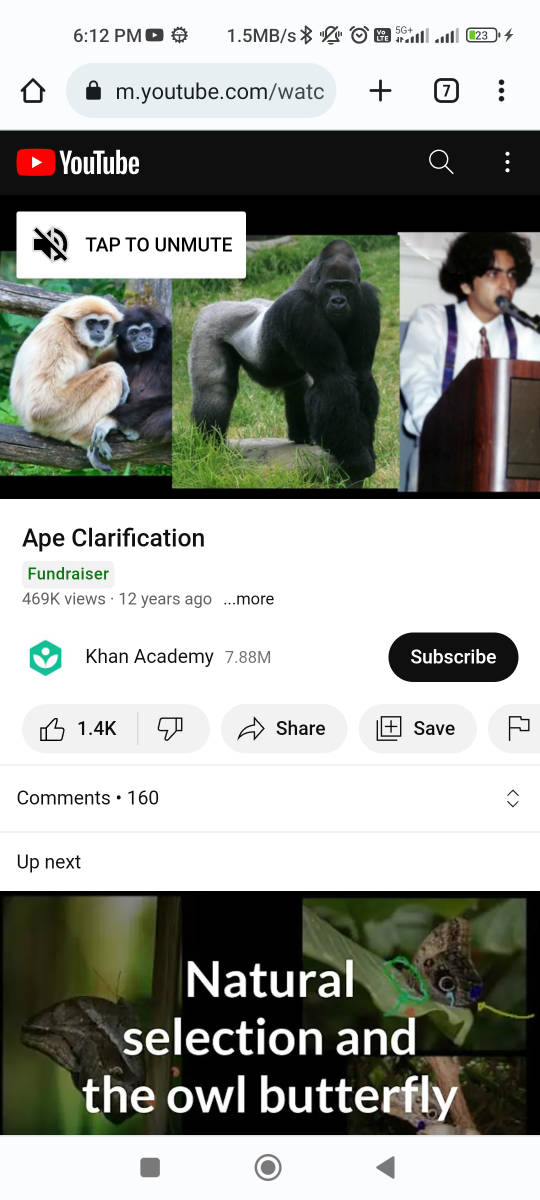 6:12 PM 1.5MB/s Vo LTE 5G+ 23
m.youtube.com/watc 7
YouTube
TAP TO UNMUTE
Ape Clarification
Fundraiser
469K views · 12 years ago ...more
Khan Academy 7.88M Subscribe
1.4K Share Save
Comments • 160
Up next
Natural
selection and
the owl butterfly